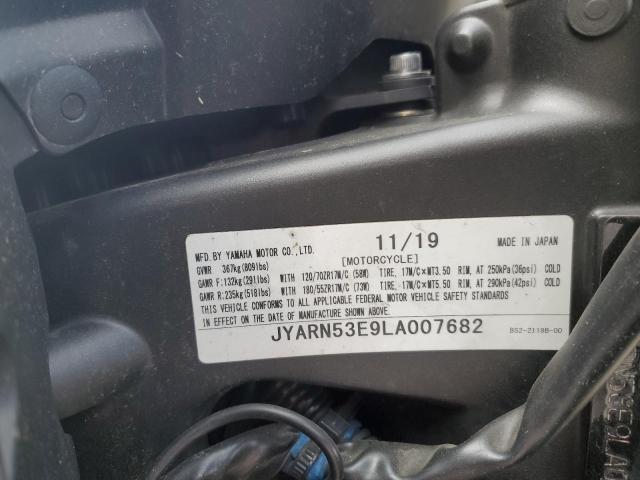 MFD.BY YAMAHA MOTOR CO.,LTD. 11/19 MADE IN JAPAN
GVWR 367kg(809lbs) [MOTORCYCLE]
GAWR F:132kg(291lbs) WITH 120/70ZR17M/C (58W) TIRE, 17M/C×MT3.50 RIM, AT 250kPa(36psi) COLD
GAWR R:235kg(518lbs) WITH 180/55ZR17M/C (73W) TIRE, 17M/C×MT5.50 RIM, AT 290kPa(42psi) COLD
THIS VEHICLE CONFORMS TO ALL APPLICABLE FEDERAL MOTOR VEHICLE SAFETY STANDARDS
IN EFFECT ON THE DATE OF MANUFACTURE SHOWN ABOVE.
JYARN53E9LA007682 BS2-2118B-00
N53E9LA0